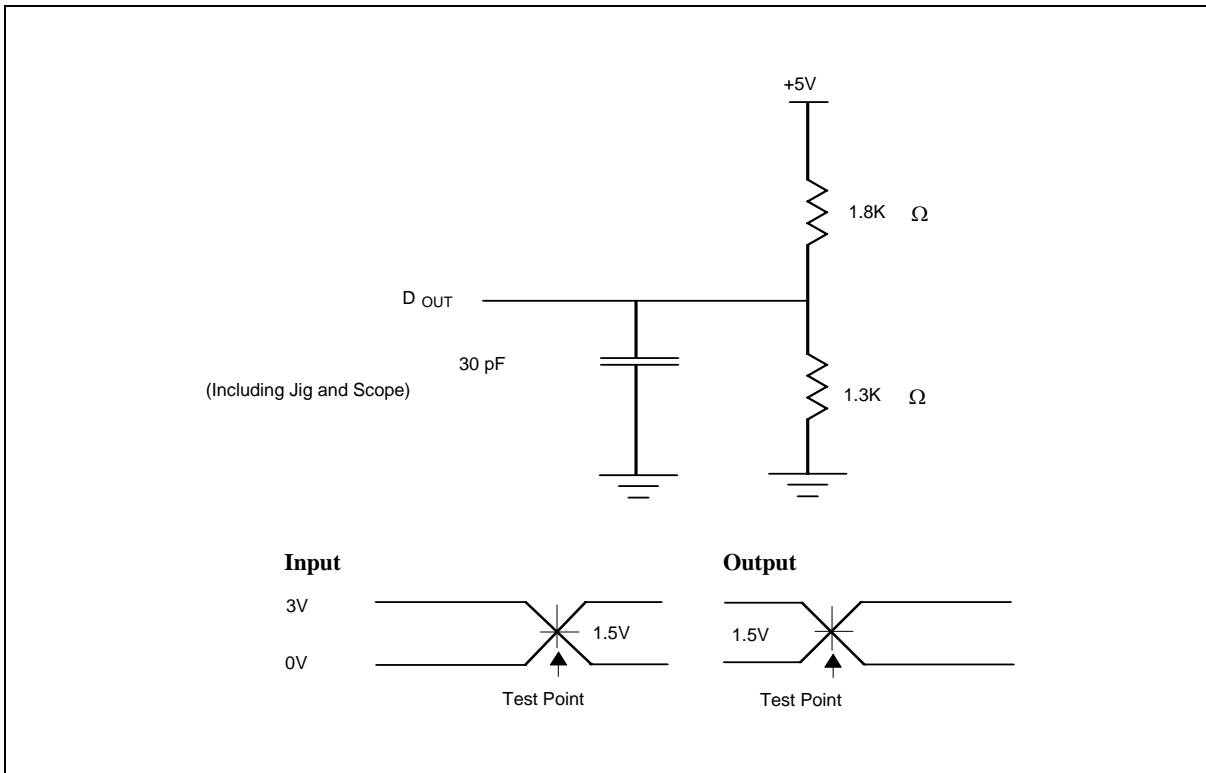 +5V
1.8K Ω
D OUT
30 pF
(Including Jig and Scope)
1.3K Ω
Input
Output
3V
1.5V
1.5V
0V
Test Point
Test Point